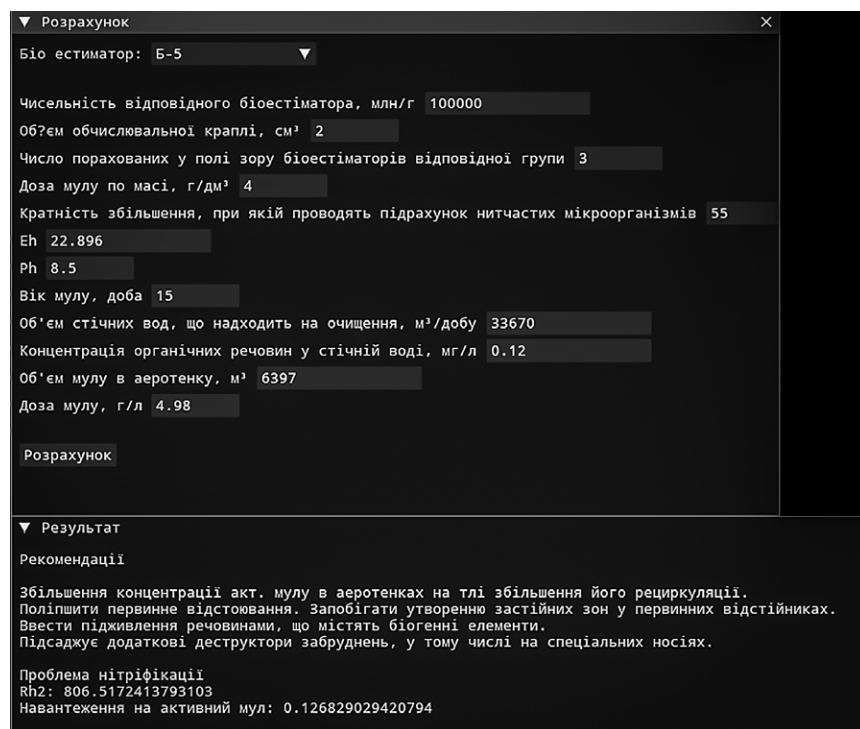 ▼ Розрахунок ×
Біо естиматор: Б-5 ▼
Чисельність відповідного біоестіматора, млн/г 100000
Об?єм обчислювальної краплі, см³ 2
Число порахованих у полі зору біоестіматорів відповідної групи 3
Доза мулу по масі, г/дм³ 4
Кратність збільшення, при якій проводять підрахунок нитчастих мікроорганізмів 55
Eh 22.896
Ph 8.5
Вік мулу, доба 15
Об'єм стічних вод, що надходить на очищення, м³/добу 33670
Концентрація органічних речовин у стічній воді, мг/л 0.12
Об'єм мулу в аеротенку, м³ 6397
Доза мулу, г/л 4.98
Розрахунок
▼ Результат
Рекомендації
Збільшення концентрації акт. мулу в аеротенках на тлі збільшення його рециркуляції.
Поліпшити первинне відстоювання. Запобігати утворенню застійних зон у первинних відстійниках.
Ввести підживлення речовинами, що містять біогенні елементи.
Підсаджує додаткові деструктори забруднень, у тому числі на спеціальних носіях.
Проблема нітріфікації
Rh2: 806.5172413793103
Навантеження на активний мул: 0.126829029420794